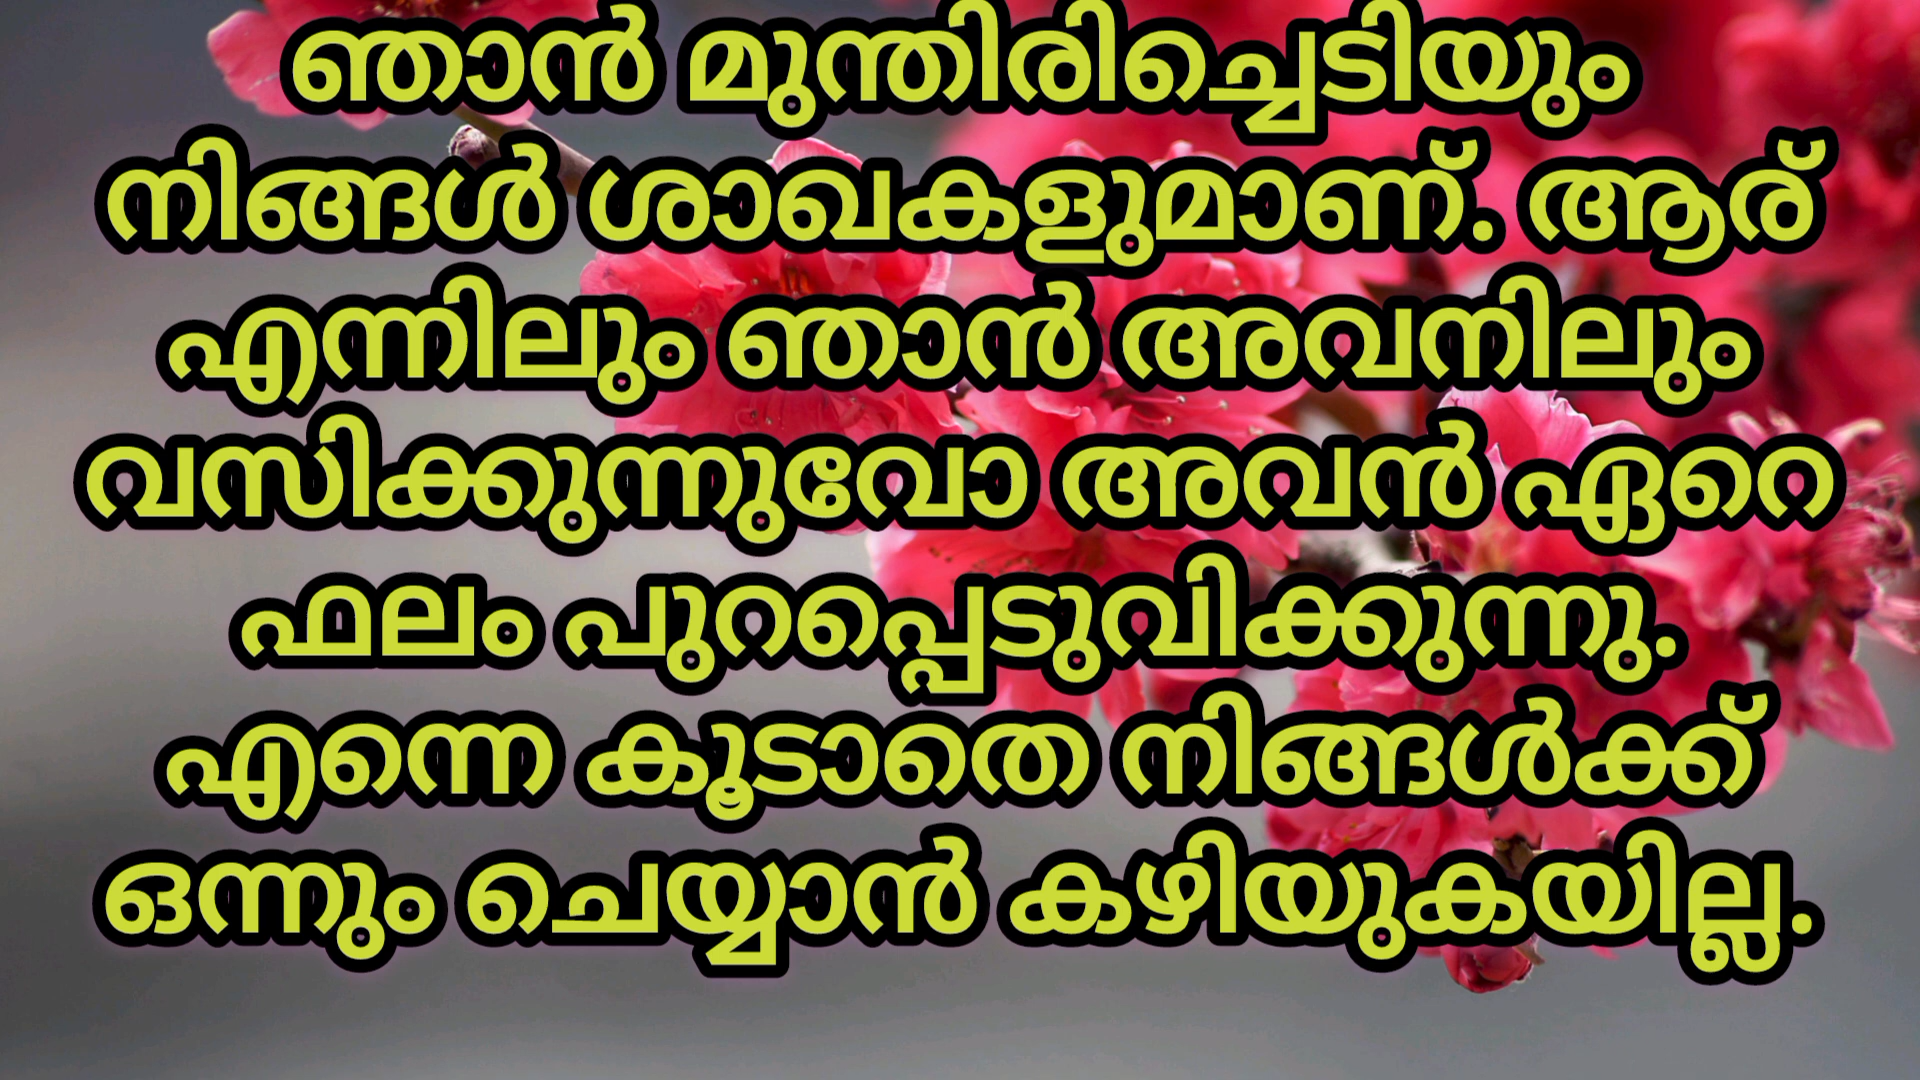 ഞാൻ മുന്തിരിച്ചെടിയും
നിങ്ങൾ ശാഖകളുമാണ്. ആര്
എന്നിലും ഞാൻ അവനിലും
വസിക്കുന്നുവോ അവൻ ഏറെ
ഫലം പുറപ്പെടുവിക്കുന്നു.
എന്നെ കൂടാതെ നിങ്ങൾക്ക്
ഒന്നും ചെയ്യാൻ കഴിയുകയില്ല.